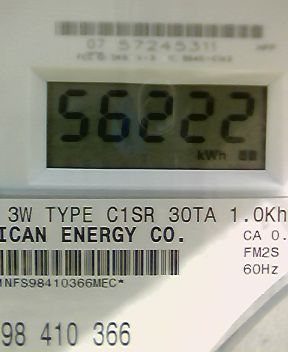 07 57245311
56222
kWh
3W TYPE C1SR 30TA 1.0Kh
ICAN ENERGY CO.
CA 0.
FM2S
60Hz
MNFS98410366MEC*
98 410 366